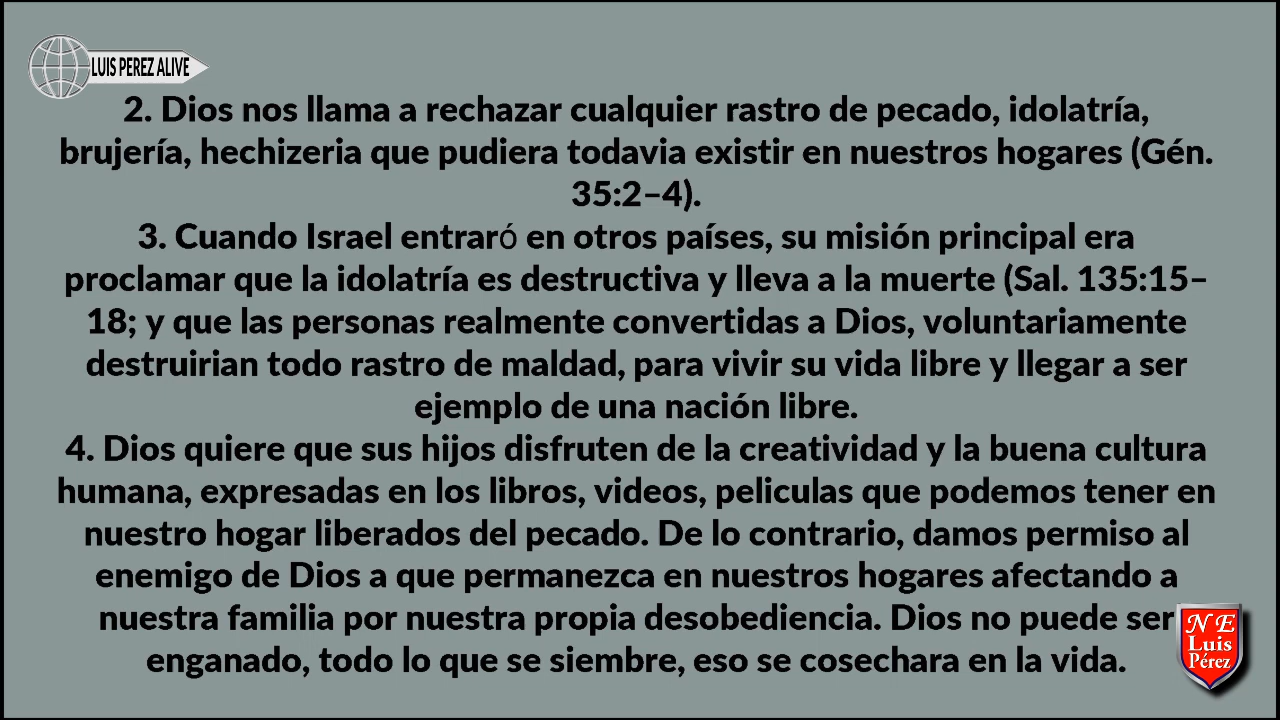 LUIS PEREZ ALIVE
2. Dios nos llama a rechazar cualquier rastro de pecado, idolatría,
brujería, hechizeria que pudiera todavia existir en nuestros hogares (Gén.
35:2–4).
3. Cuando Israel entraró en otros países, su misión principal era
proclamar que la idolatría es destructiva y lleva a la muerte (Sal. 135:15–
18; y que las personas realmente convertidas a Dios, voluntariamente
destruirian todo rastro de maldad, para vivir su vida libre y llegar a ser
ejemplo de una nación libre.
4. Dios quiere que sus hijos disfruten de la creatividad y la buena cultura
humana, expresadas en los libros, videos, peliculas que podemos tener en
nuestro hogar liberados del pecado. De lo contrario, damos permiso al
enemigo de Dios a que permanezca en nuestros hogares afectando a
nuestra familia por nuestra propia desobediencia. Dios no puede ser
enganado, todo lo que se siembre, eso se cosechara en la vida.
N E
Luis
Pérez